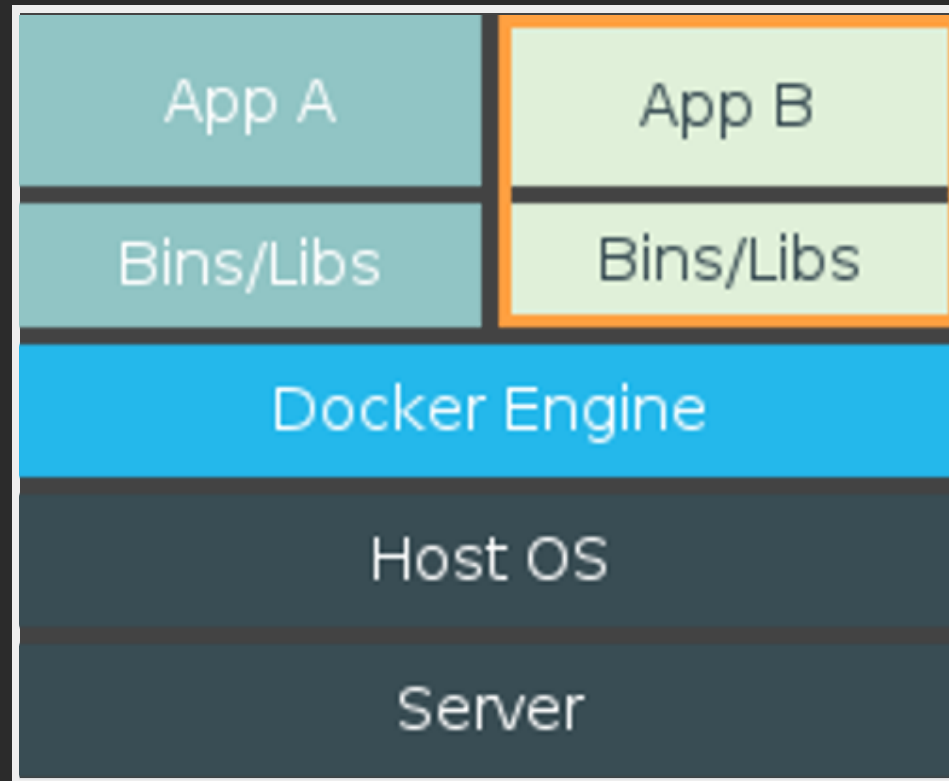 App A
App B
Bins/Libs
Bins/Libs
Docker Engine
Host OS
Server